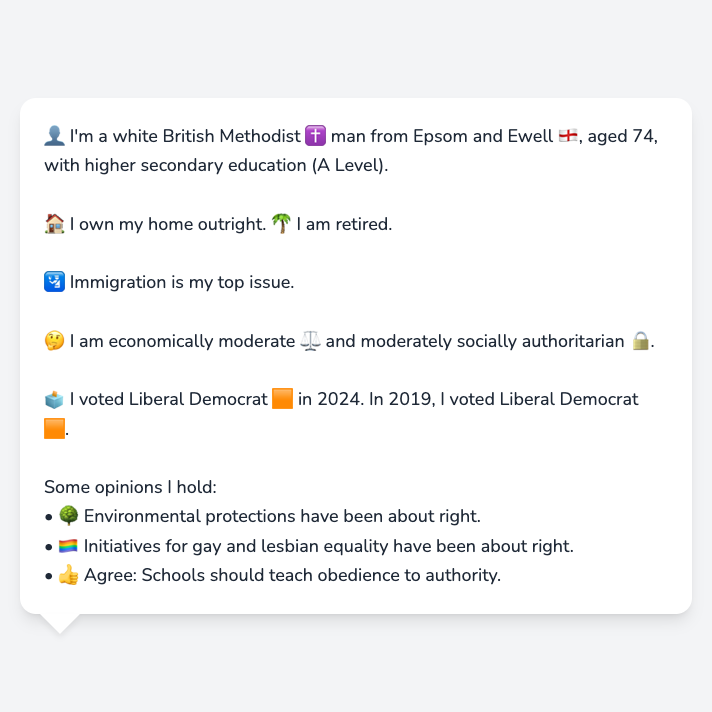 👤 I'm a white British Methodist ✝️ man from Epsom and Ewell 🏴󠁧󠁢󠁥󠁮󠁧󠁿, aged 74,
with higher secondary education (A Level).
🏠 I own my home outright. 🌴 I am retired.
🛂 Immigration is my top issue.
🤔 I am economically moderate ⚖️ and moderately socially authoritarian 🔒.
🗳️ I voted Liberal Democrat 🟧 in 2024. In 2019, I voted Liberal Democrat
🟧.
Some opinions I hold:
• 🌳 Environmental protections have been about right.
• 🏳️‍🌈 Initiatives for gay and lesbian equality have been about right.
• 👍 Agree: Schools should teach obedience to authority.